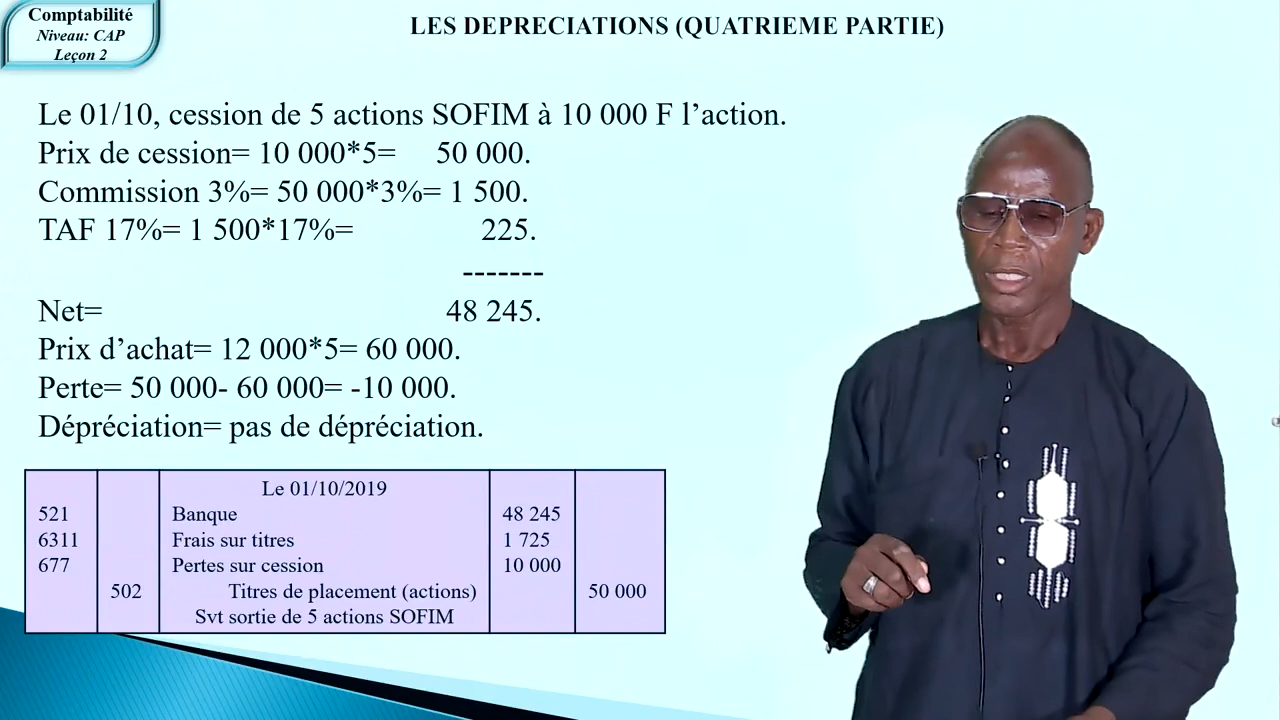 Comptabilité
Niveau: CAP
Leçon 2
LES DEPRECIATIONS (QUATRIEME PARTIE)
Le 01/10, cession de 5 actions SOFIM à 10 000 F l’action.
Prix de cession= 10 000*5= 50 000.
Commission 3%= 50 000*3%= 1 500.
TAF 17%= 1 500*17%= 225.
-------
Net= 48 245.
Prix d’achat= 12 000*5= 60 000.
Perte= 50 000- 60 000= -10 000.
Dépréciation= pas de dépréciation.
Le 01/10/2019
521 Banque 48 245
6311 Frais sur titres 1 725
677 Pertes sur cession 10 000
502 Titres de placement (actions) 50 000
Svt sortie de 5 actions SOFIM